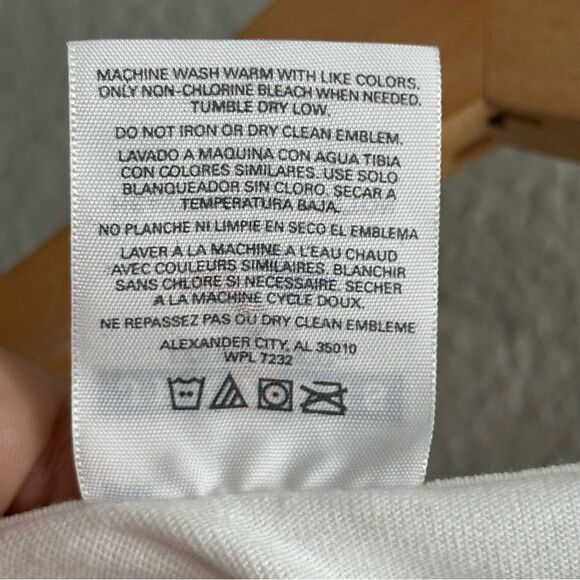 MACHINE WASH WARM WITH LIKE COLORS.
ONLY NON-CHLORINE BLEACH WHEN NEEDED.
TUMBLE DRY LOW.
DO NOT IRON OR DRY CLEAN EMBLEM.
LAVADO A MAQUINA CON AGUA TIBIA
CON COLORES SIMILARES. USE SOLO
BLANQUEADOR SIN CLORO. SECAR A
TEMPERATURA BAJA.
NO PLANCHE NI LIMPIE EN SECO EL EMBLEMA
LAVER A LA MACHINE A L'EAU CHAUD
AVEC COULEURS SIMILAIRES, BLANCHIR
SANS CHLORE SI NECESSAIRE. SECHER
A LA MACHINE CYCLE DOUX.
NE REPASSEZ PAS OU DRY CLEAN EMBLEME
ALEXANDER CITY, AL 35010
WPL 7232